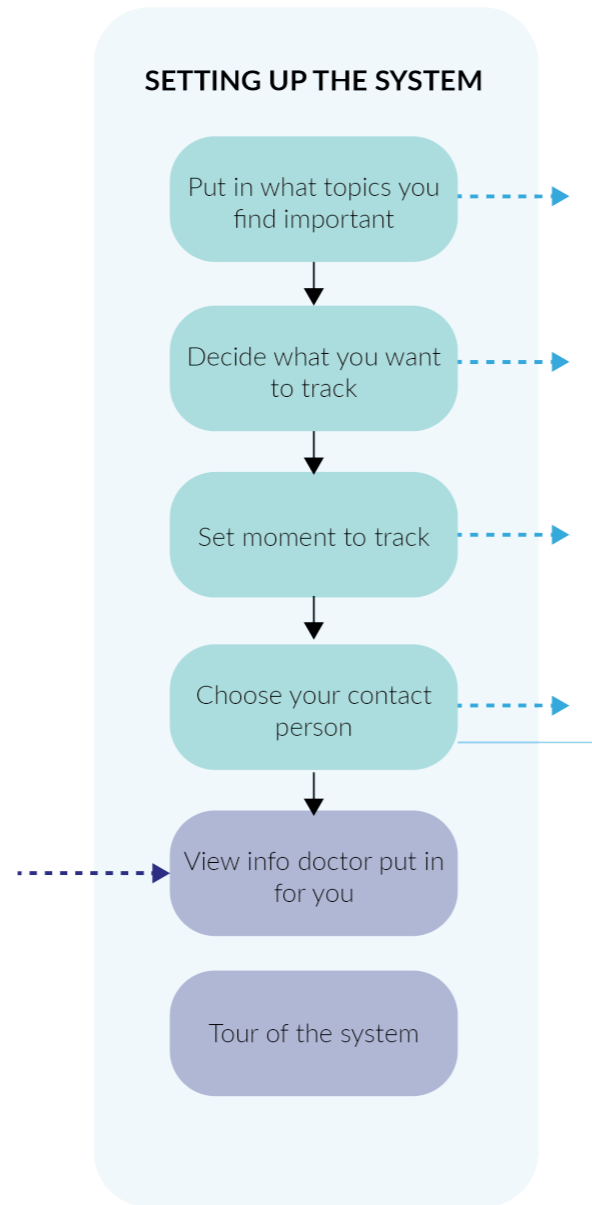 SETTING UP THE SYSTEM
Put in what topics you
find important
Decide what you want
to track
Set moment to track
Choose your contact
person
View info doctor put in
for you
Tour of the system